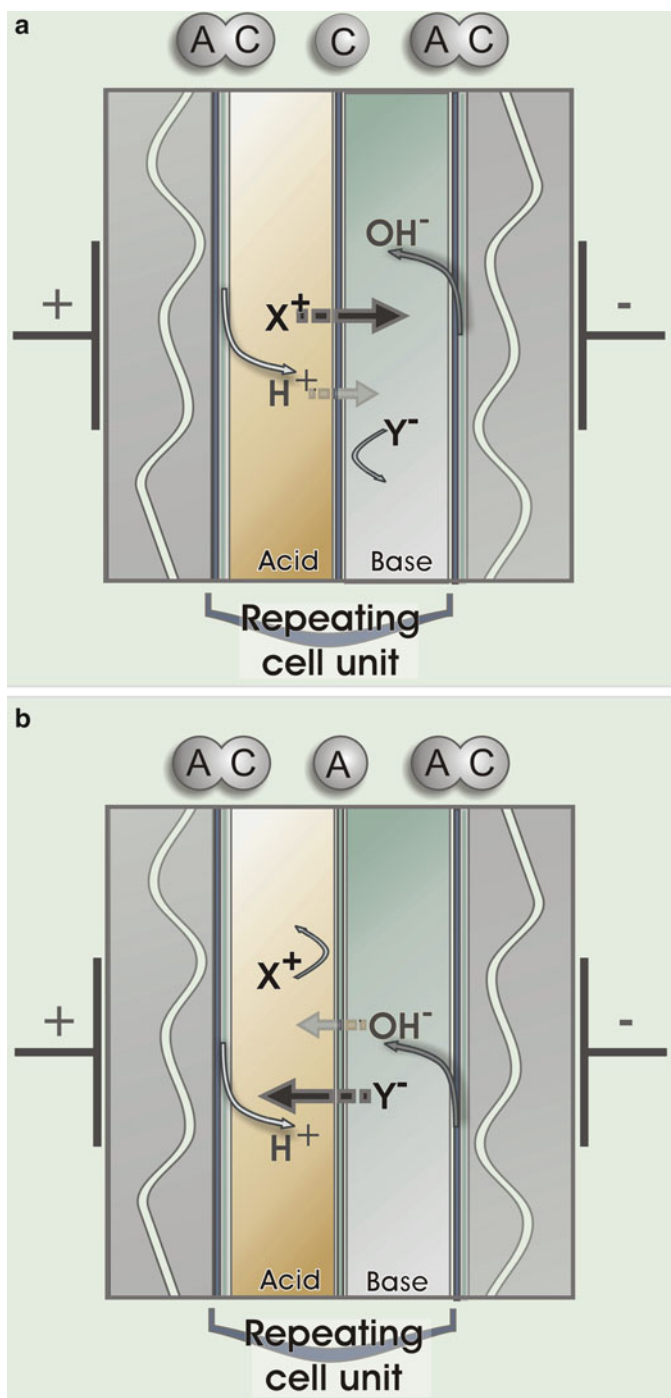 a
A C C A C
OH⁻
+ X⁺ -
H⁺
Y⁻
Acid Base
Repeating
cell unit
b
A C A A C
X⁺
+ OH⁻ -
Y⁻
H⁺
Acid Base
Repeating
cell unit